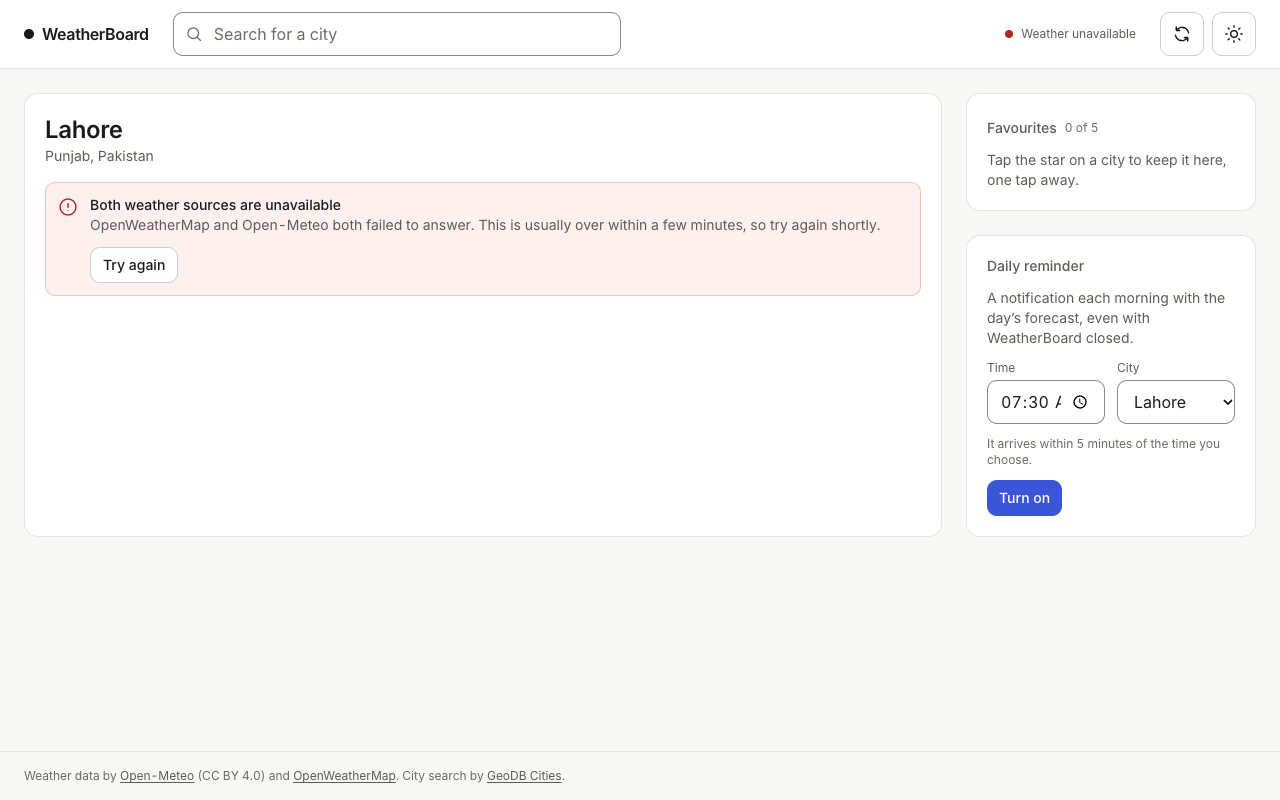 WeatherBoard
Search for a city
Weather unavailable
Lahore
Punjab, Pakistan
Both weather sources are unavailable
OpenWeatherMap and Open-Meteo both failed to answer. This is usually over within a few minutes, so try again shortly.
Try again
Favourites 0 of 5
Tap the star on a city to keep it here,
one tap away.
Daily reminder
A notification each morning with the
day's forecast, even with
WeatherBoard closed.
Time City
07:30 Lahore
It arrives within 5 minutes of the time you
choose.
Turn on
Weather data by Open-Meteo (CC BY 4.0) and OpenWeatherMap. City search by GeoDB Cities.